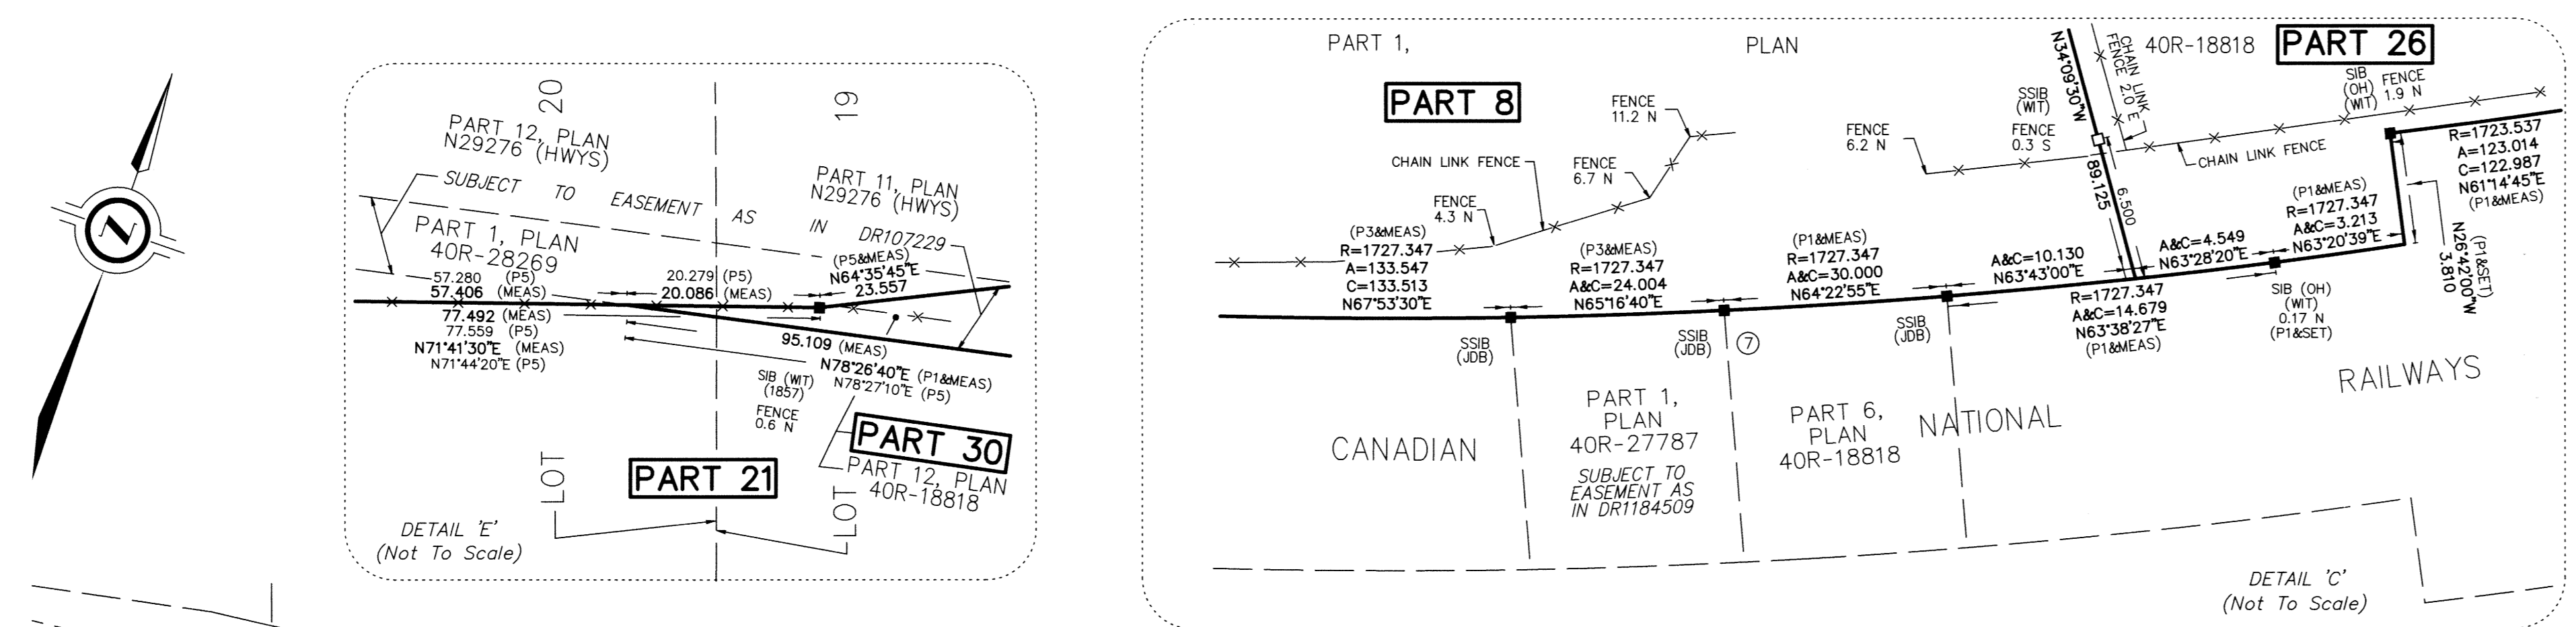 N
20
19
PART 12, PLAN
N29276 (HWYS)
SUBJECT TO EASEMENT AS IN DR107229
PART 11, PLAN
N29276 (HWYS)
PART 1, PLAN
40R-28269
(P5&MEAS)
N64°35'45"E
23.557
57.280 (P5)
57.406 (MEAS)
20.279 (P5)
20.086 (MEAS)
77.492 (MEAS)
77.559 (P5)
N71°41'30"E (MEAS)
N71°44'20"E (P5)
95.109 (MEAS)
N78°26'40"E (P1&MEAS)
N78°27'10"E (P5)
SIB (WIT)
(1857)
FENCE
0.6 N
PART 30
PART 12, PLAN
40R-18818
PART 21
LOT
LOT
DETAIL 'E'
(Not To Scale)
PART 1,
PLAN
40R-18818
PART 26
PART 8
FENCE
11.2 N
CHAIN LINK FENCE
FENCE
6.7 N
FENCE
4.3 N
FENCE
6.2 N
SSIB
(WIT)
FENCE
0.3 S
N34°09'30"W
89.125
6.500
CHAIN LINK
FENCE 2.0 E
SIB
(OH)
(WIT)
FENCE
1.9 N
CHAIN LINK FENCE
R=1723.537
A=123.014
C=122.987
N61°14'45"E
(P1&MEAS)
(P3&MEAS)
R=1727.347
A=133.547
C=133.513
N67°53'30"E
(P3&MEAS)
R=1727.347
A&C=24.004
N65°16'40"E
(P1&MEAS)
R=1727.347
A&C=30.000
N64°22'55"E
A&C=10.130
N63°43'00"E
A&C=4.549
N63°28'20"E
(P1&MEAS)
R=1727.347
A&C=3.213
N63°20'39"E
(P1&SET)
N26°42'00"W
3.810
R=1727.347
A&C=14.679
N63°38'27"E
(P1&MEAS)
SIB (OH)
(WIT)
0.17 N
(P1&SET)
SSIB
(JDB)
SSIB
(JDB)
7
SSIB
(JDB)
CANADIAN
PART 1,
PLAN
40R-27787
SUBJECT TO
EASEMENT AS
IN DR1184509
PART 6,
PLAN
40R-18818
NATIONAL
RAILWAYS
DETAIL 'C'
(Not To Scale)